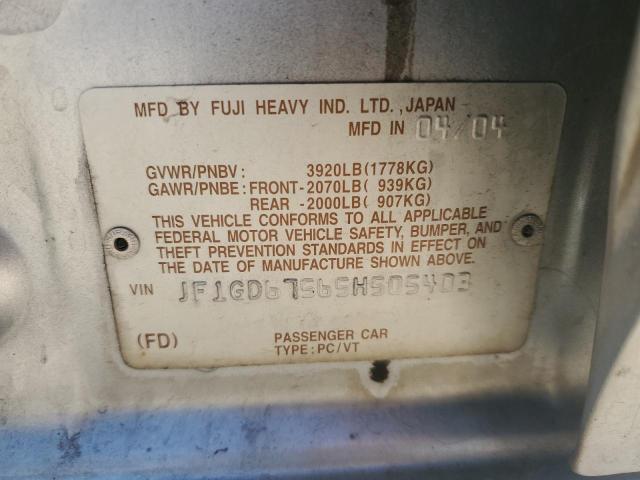 MFD BY FUJI HEAVY IND. LTD., JAPAN
MFD IN 04/04
GVWR/PNBV: 3920LB(1778KG)
GAWR/PNBE: FRONT-2070LB( 939KG)
REAR -2000LB( 907KG)
THIS VEHICLE CONFORMS TO ALL APPLICABLE
FEDERAL MOTOR VEHICLE SAFETY, BUMPER, AND
THEFT PREVENTION STANDARDS IN EFFECT ON
THE DATE OF MANUFACTURE SHOWN ABOVE.
VIN JF1GD67565H505403
(FD) PASSENGER CAR
TYPE: PC/VT